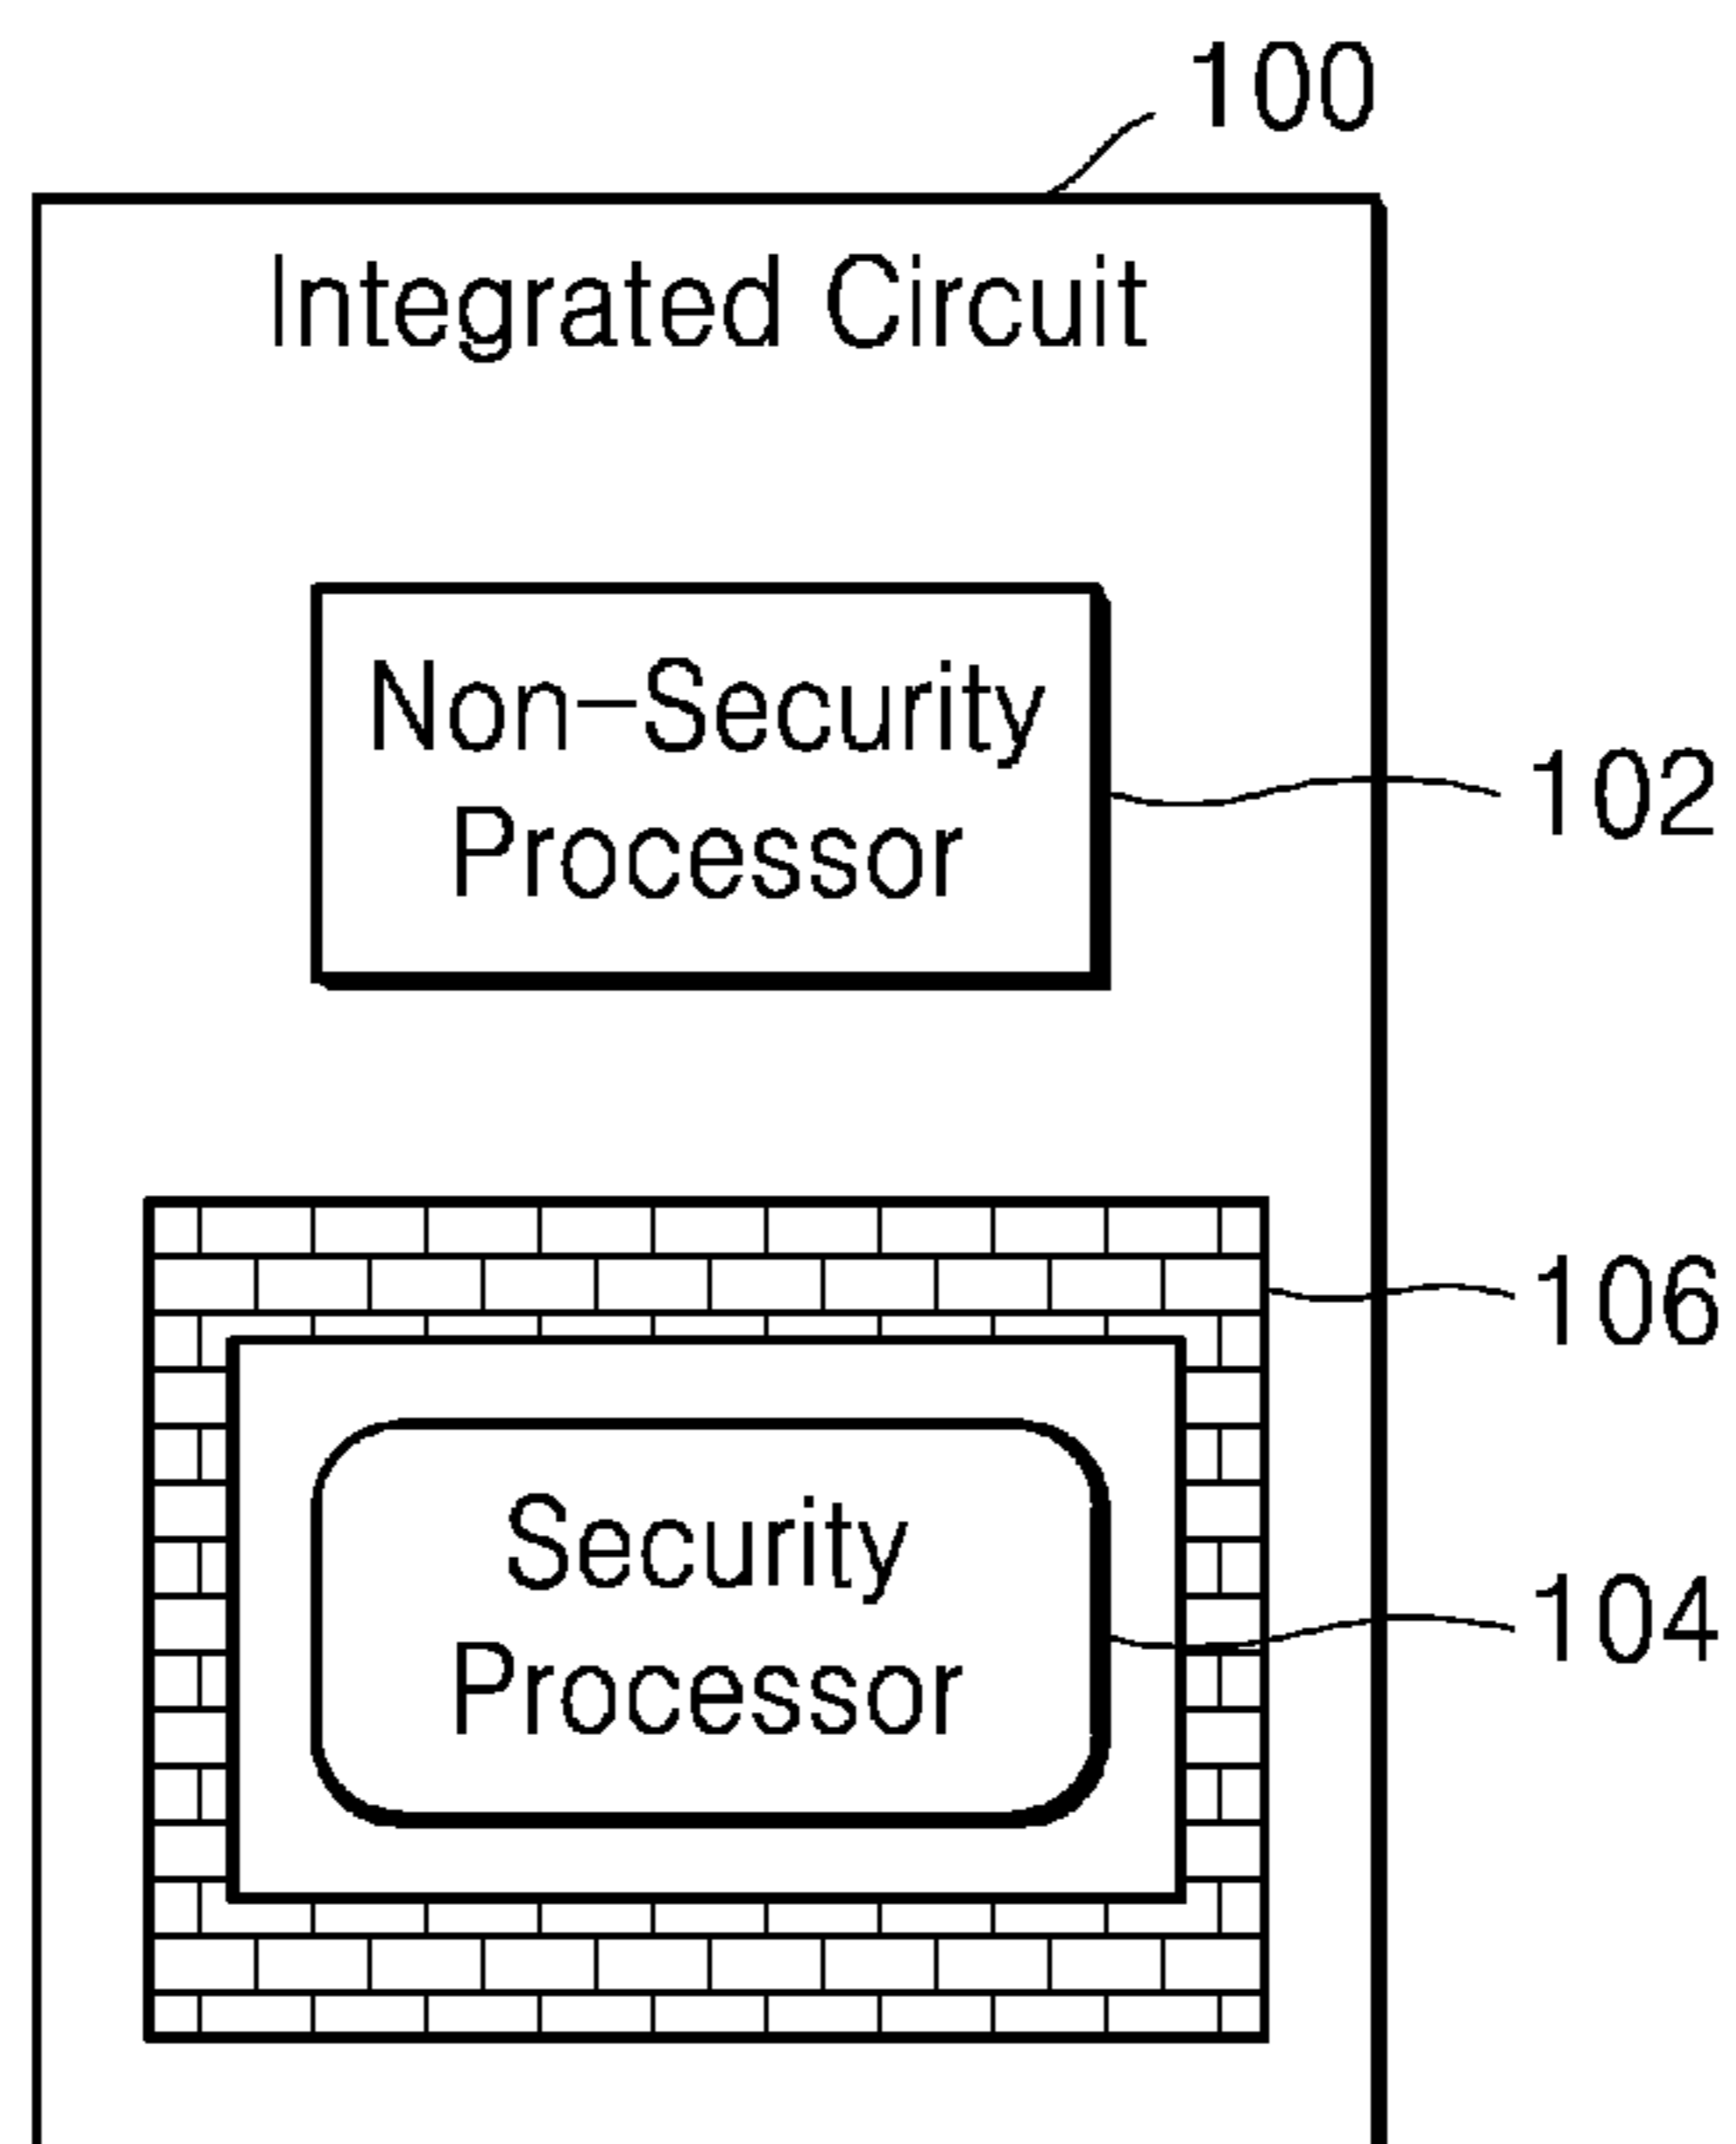 100
Integrated Circuit
Non-Security
Processor
102
106
Security
Processor
104